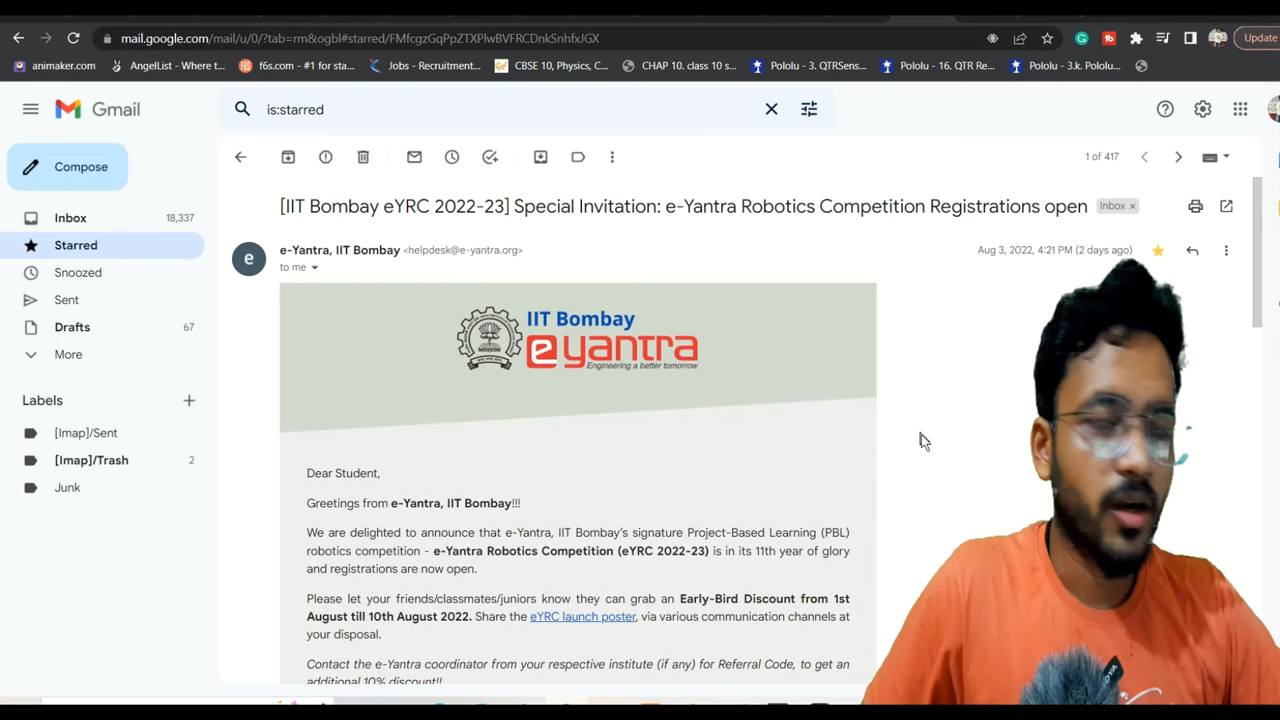 mail.google.com/mail/u/0/?tab=rm&ogbl#starred/FMfcgzGqPpZTXPlwBVFRCDnkSnhfxJGX
Update
animaker.com
AngelList - Where t...
f6s.com - #1 for sta...
Jobs - Recruitment...
CBSE 10, Physics, C...
CHAP 10. class 10 s...
Pololu - 3. QTRSens...
Pololu - 16. QTR Re...
Pololu - 3.k. Pololu...
Gmail
is:starred
Compose
1 of 417
Inbox 18,337
Starred
Snoozed
Sent
Drafts 67
More
Labels
[Imap]/Sent
[Imap]/Trash 2
Junk
[IIT Bombay eYRC 2022-23] Special Invitation: e-Yantra Robotics Competition Registrations open Inbox ×
e
e-Yantra, IIT Bombay <helpdesk@e-yantra.org>
Aug 3, 2022, 4:21 PM (2 days ago)
to me
IIT Bombay
e yantra
Engineering a better tomorrow
Dear Student,
Greetings from e-Yantra, IIT Bombay!!!
We are delighted to announce that e-Yantra, IIT Bombay's signature Project-Based Learning (PBL)
robotics competition - e-Yantra Robotics Competition (eYRC 2022-23) is in its 11th year of glory
and registrations are now open.
Please let your friends/classmates/juniors know they can grab an Early-Bird Discount from 1st
August till 10th August 2022. Share the eYRC launch poster, via various communication channels at
your disposal.
Contact the e-Yantra coordinator from your respective institute (if any) for Referral Code, to get an
additional 10% discount!!